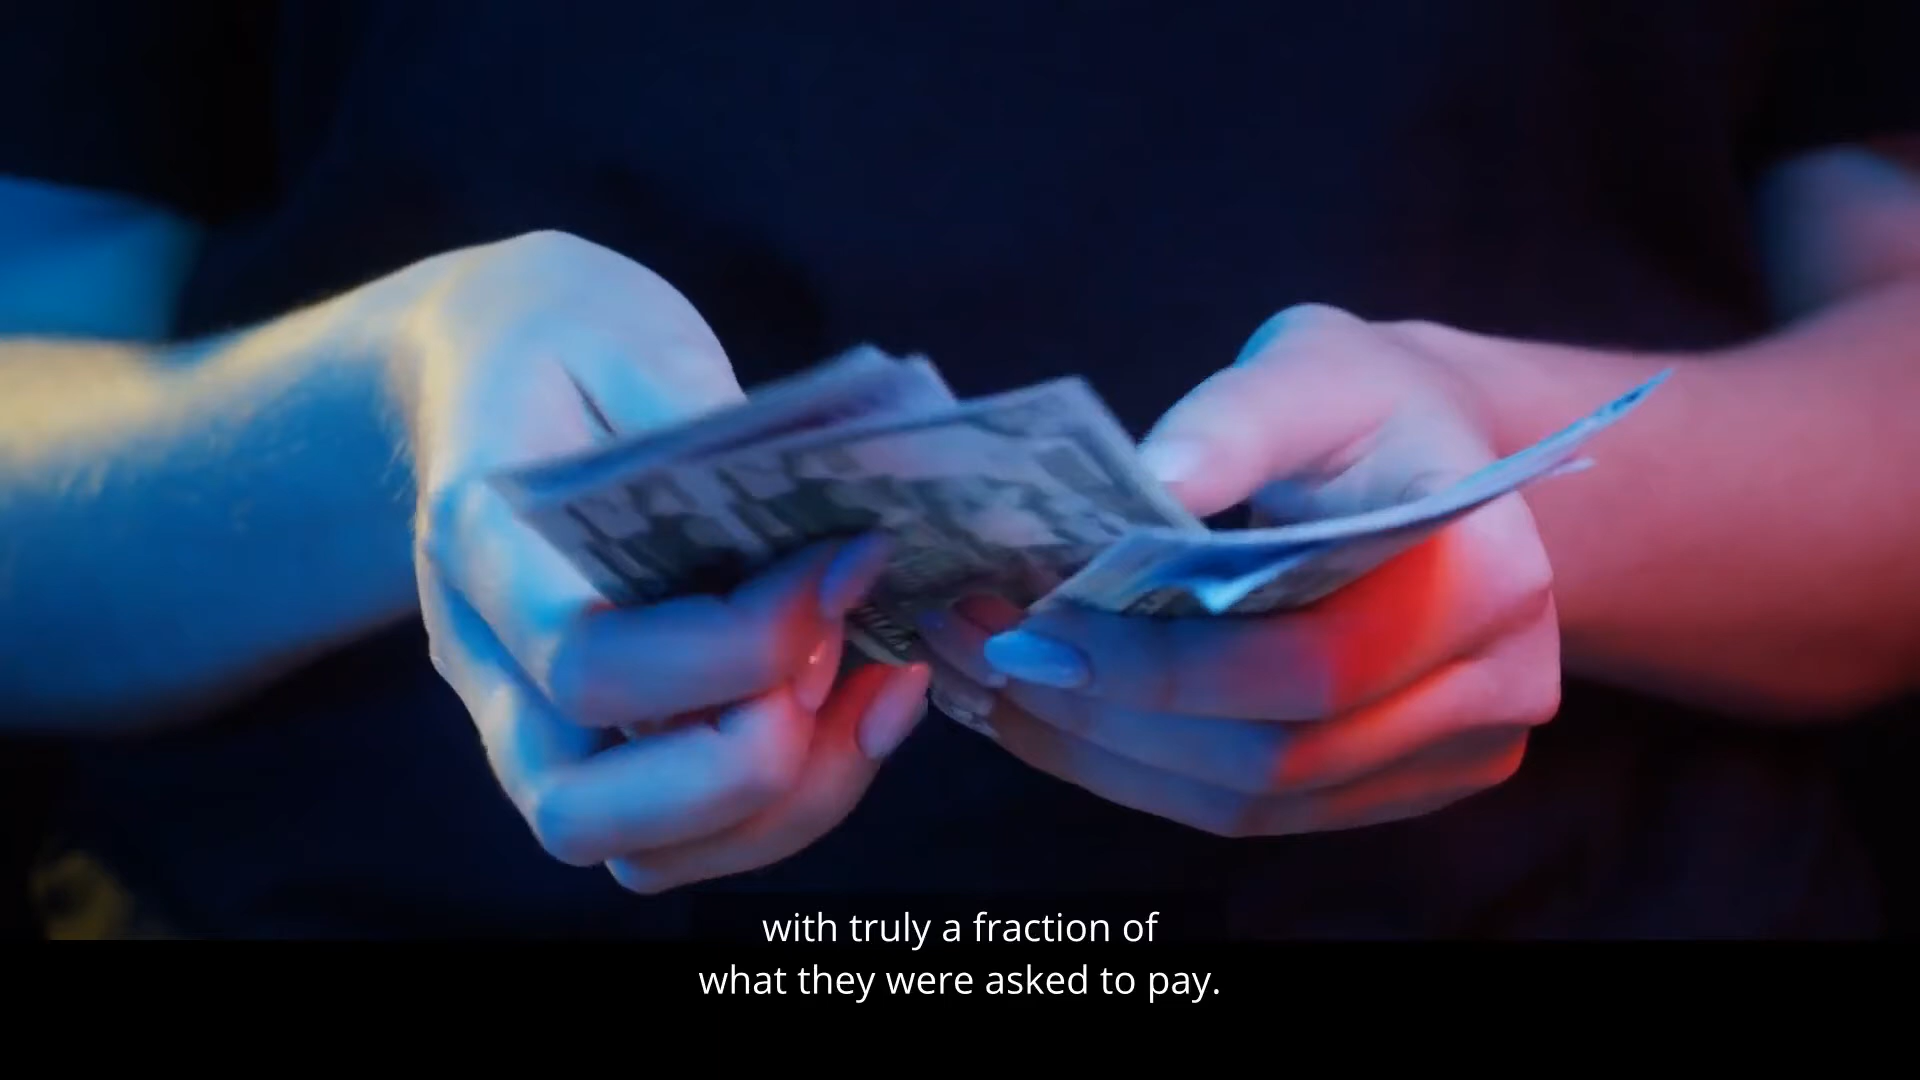 with truly a fraction of
what they were asked to pay.